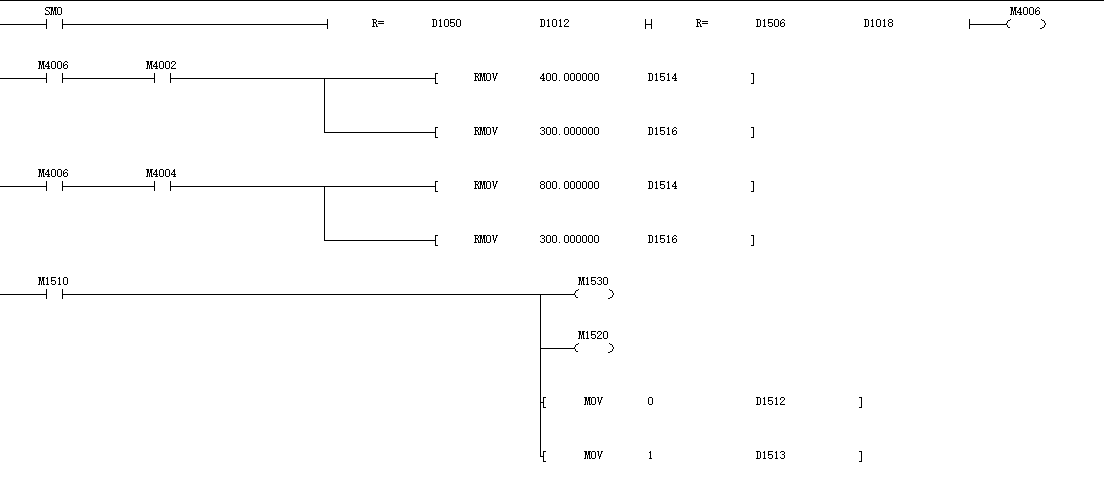 SM0 M4006
R= D1050 D1012 R= D1506 D1018
M4006 M4002
RMOV 400.000000 D1514
RMOV 300.000000 D1516
M4006 M4004
RMOV 800.000000 D1514
RMOV 300.000000 D1516
M1510 M1530
M1520
MOV 0 D1512
MOV 1 D1513